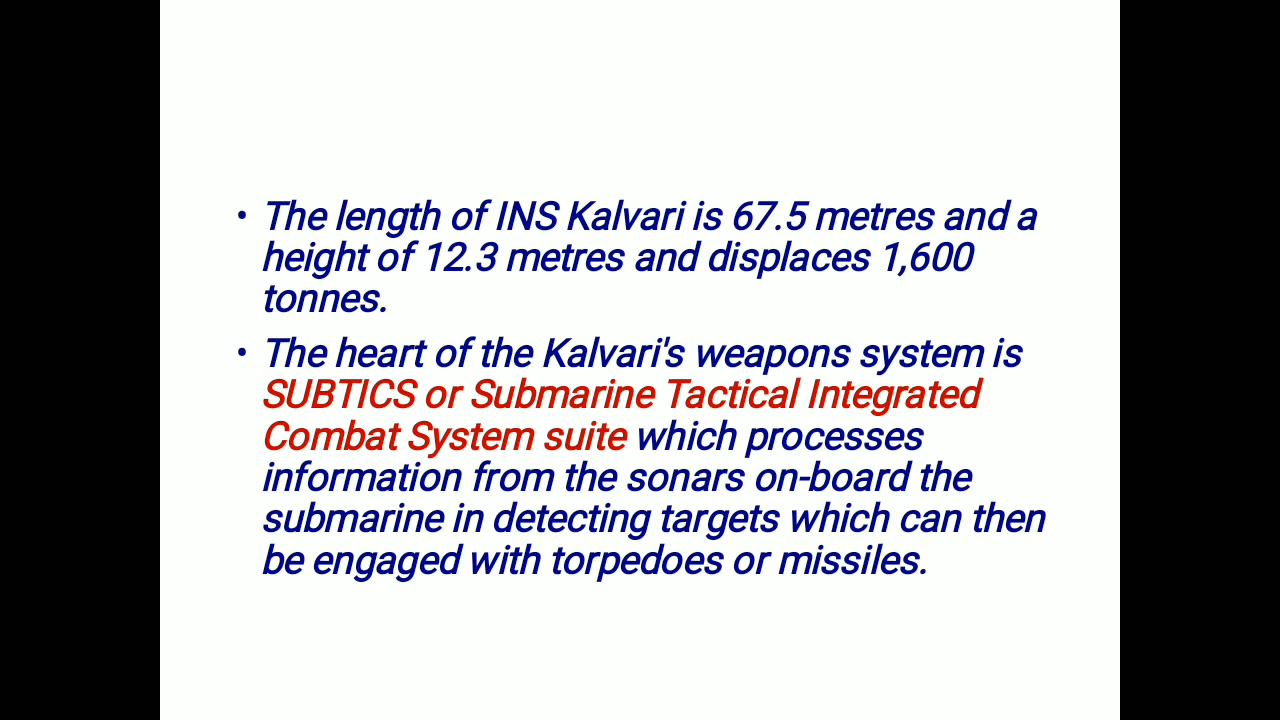 • The length of INS Kalvari is 67.5 metres and a
height of 12.3 metres and displaces 1,600
tonnes.
• The heart of the Kalvari's weapons system is
SUBTICS or Submarine Tactical Integrated
Combat System suite which processes
information from the sonars on-board the
submarine in detecting targets which can then
be engaged with torpedoes or missiles.